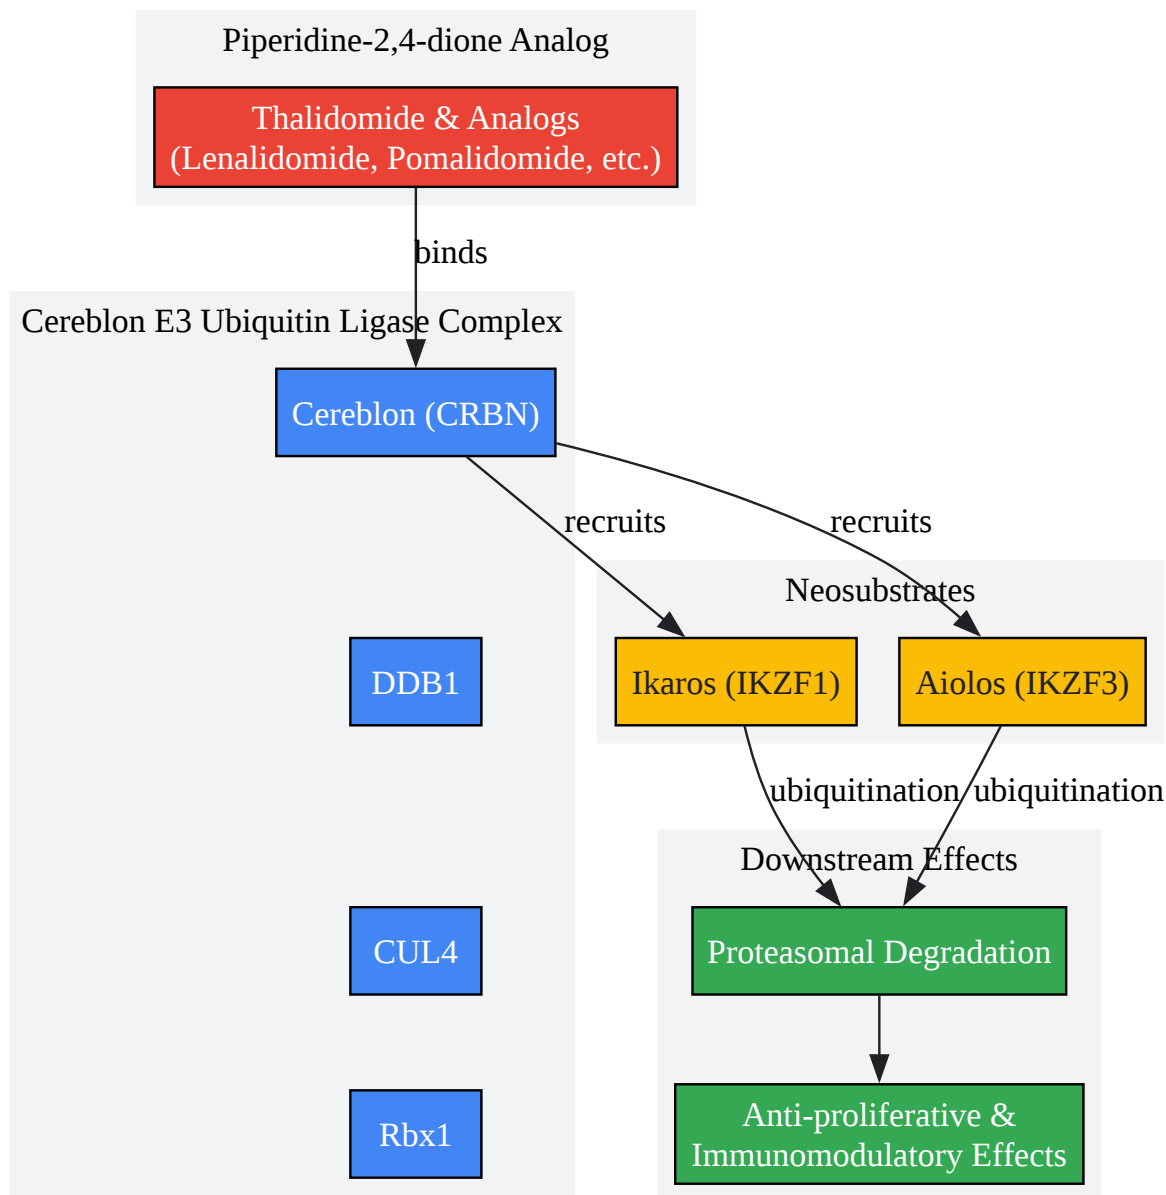 Piperidine-2,4-dione Analog
Thalidomide & Analogs
(Lenalidomide, Pomalidomide, etc.)
binds
Cereblon E3 Ubiquitin Ligase Complex
Cereblon (CRBN)
recruits
recruits
Neosubstrates
DDB1
Ikaros (IKZF1)
Aiolos (IKZF3)
ubiquitination
ubiquitination
Downstream Effects
CUL4
Proteasomal Degradation
Rbx1
Anti-proliferative &
Immunomodulatory Effects